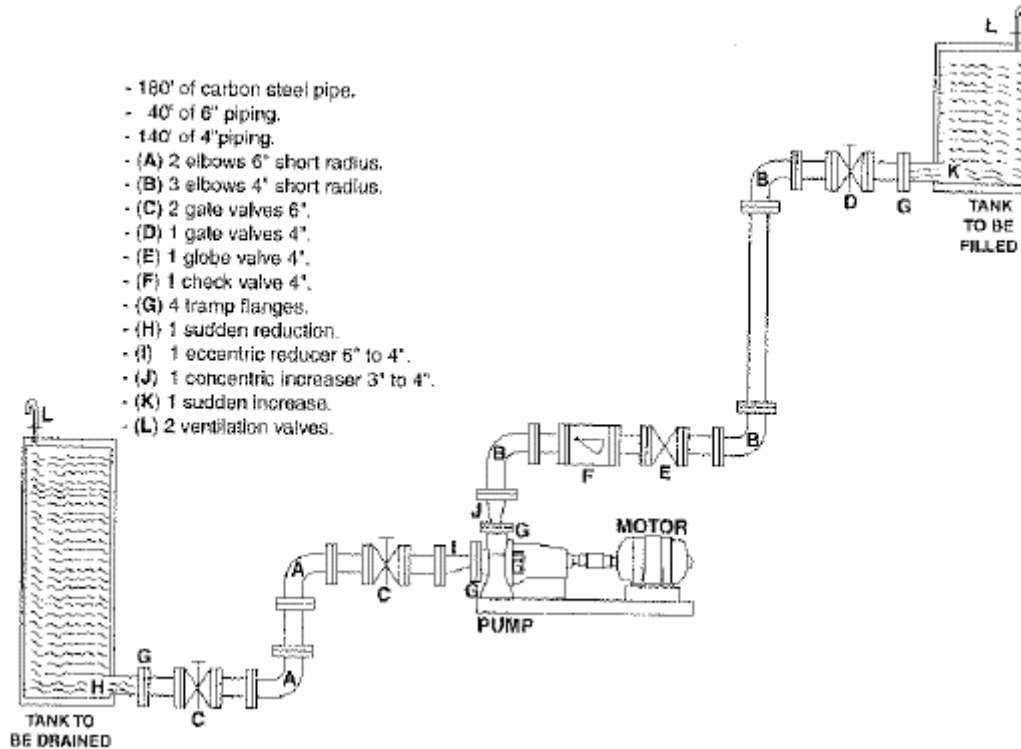 L
- 180' of carbon steel pipe.
- 40' of 6" piping.
- 140' of 4"piping.
- (A) 2 elbows 6" short radius.
- (B) 3 elbows 4" short radius.
- (C) 2 gate valves 6".
- (D) 1 gate valves 4".
- (E) 1 globe valve 4".
- (F) 1 check valve 4".
- (G) 4 tramp flanges.
- (H) 1 sudden reduction.
- (I) 1 eccentric reducer 6" to 4".
- (J) 1 concentric increaser 3" to 4".
- (K) 1 sudden increase.
- (L) 2 ventilation valves.
B
D
G
K
TANK
TO BE
FILLED
L
B
F
E
B
J
G
MOTOR
A
C
I
G
PUMP
G
H
C
A
TANK TO
BE DRAINED